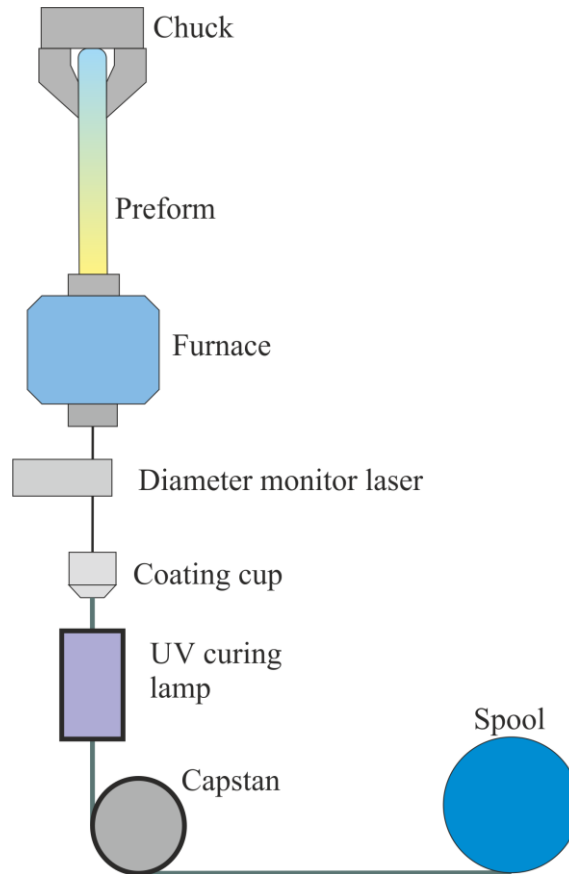 Chuck
Preform
Furnace
Diameter monitor laser
Coating cup
UV curing
lamp
Spool
Capstan